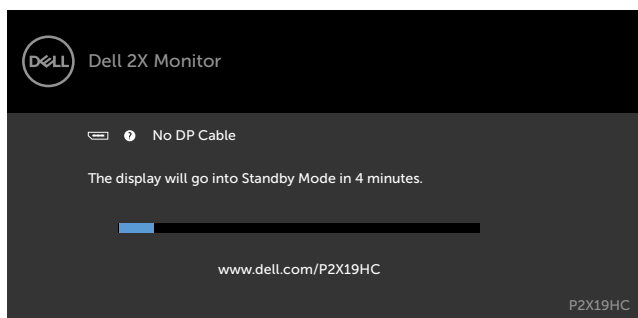 DELL
Dell 2X Monitor
? No DP Cable
The display will go into Standby Mode in 4 minutes.
www.dell.com/P2X19HC
P2X19HC